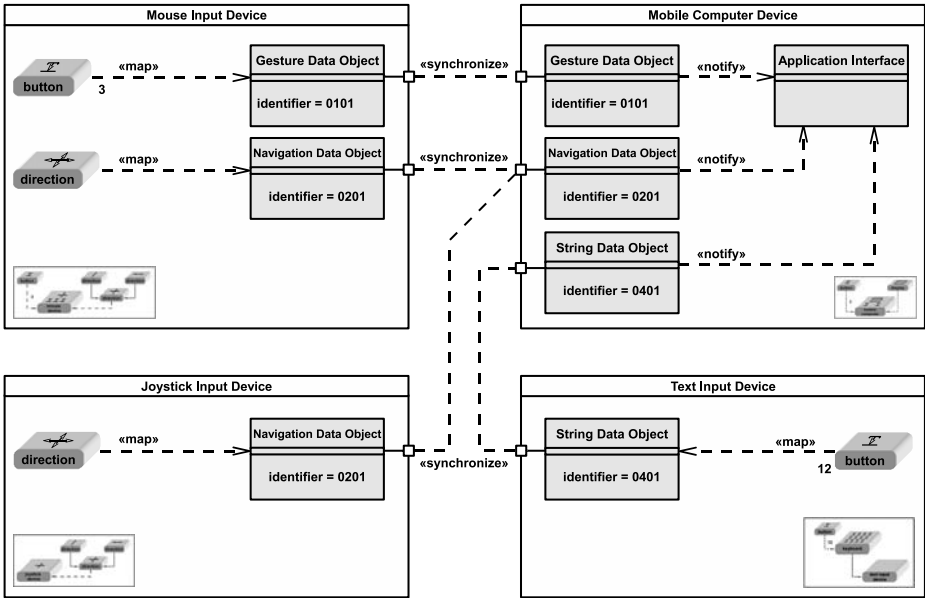 Mouse Input Device
button
3
«map»
Gesture Data Object
identifier = 0101
direction
«map»
Navigation Data Object
identifier = 0201
«synchronize»
«synchronize»
Mobile Computer Device
Gesture Data Object
identifier = 0101
«notify»
Application Interface
Navigation Data Object
identifier = 0201
«notify»
String Data Object
identifier = 0401
«notify»
Joystick Input Device
direction
«map»
Navigation Data Object
identifier = 0201
«synchronize»
Text Input Device
String Data Object
identifier = 0401
«map»
button
12